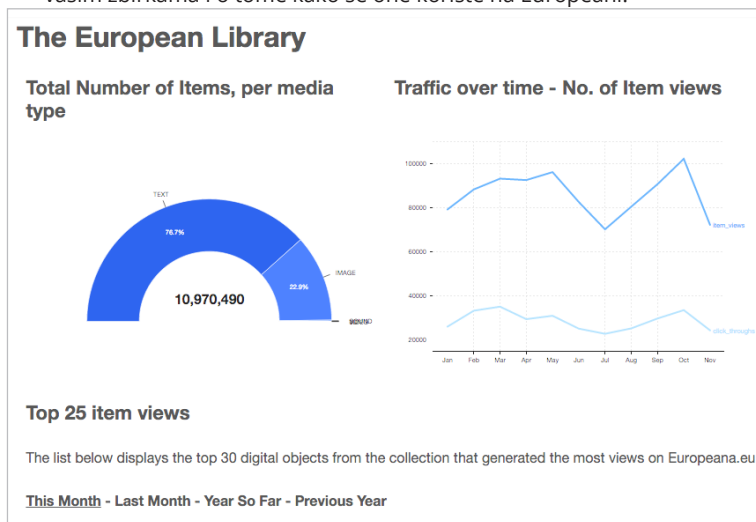 The European Library
Total Number of Items, per media
type
TEXT
76.7%
IMAGE
22.9%
10,970,490
Traffic over time - No. of Item views
100000
80000
60000
40000
20000
item_views
click_throughs
Jan Feb Mar Apr May Jun Jul Aug Sep Oct Nov
Top 25 item views
The list below displays the top 30 digital objects from the collection that generated the most views on Europeana.eu
This Month - Last Month - Year So Far - Previous Year